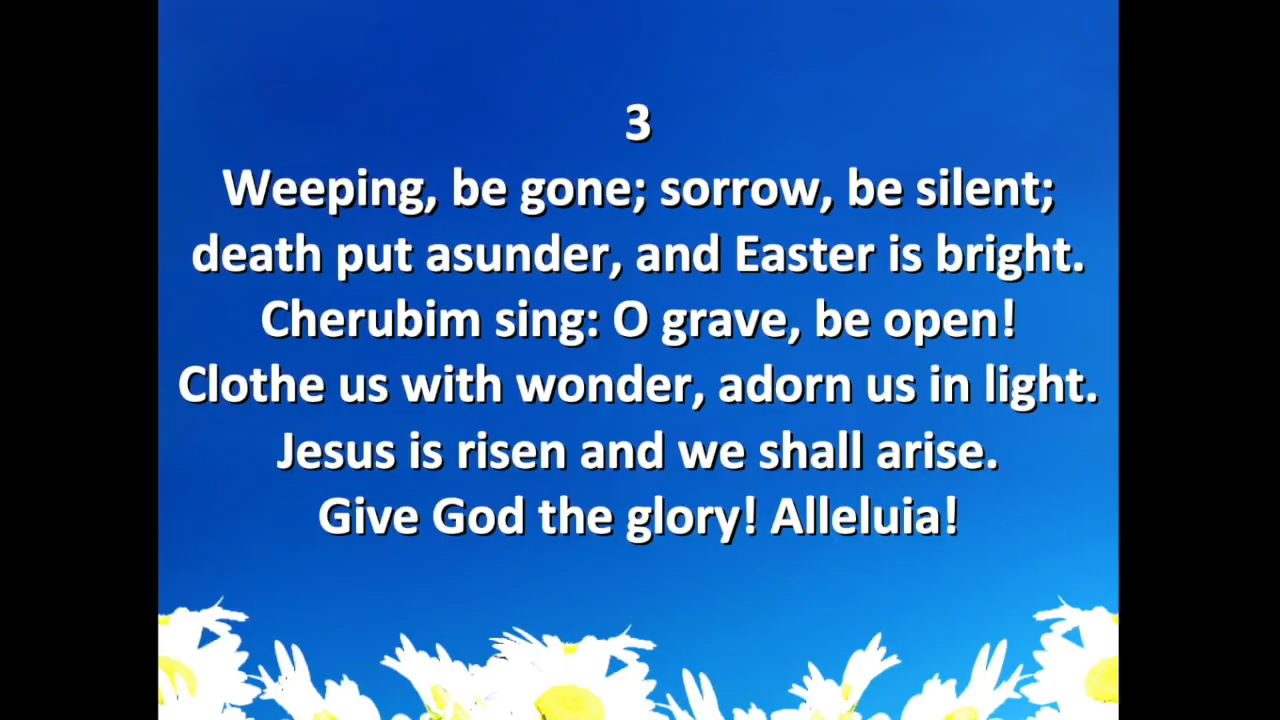 3
Weeping, be gone; sorrow, be silent;
death put asunder, and Easter is bright.
Cherubim sing: O grave, be open!
Clothe us with wonder, adorn us in light.
Jesus is risen and we shall arise.
Give God the glory! Alleluia!